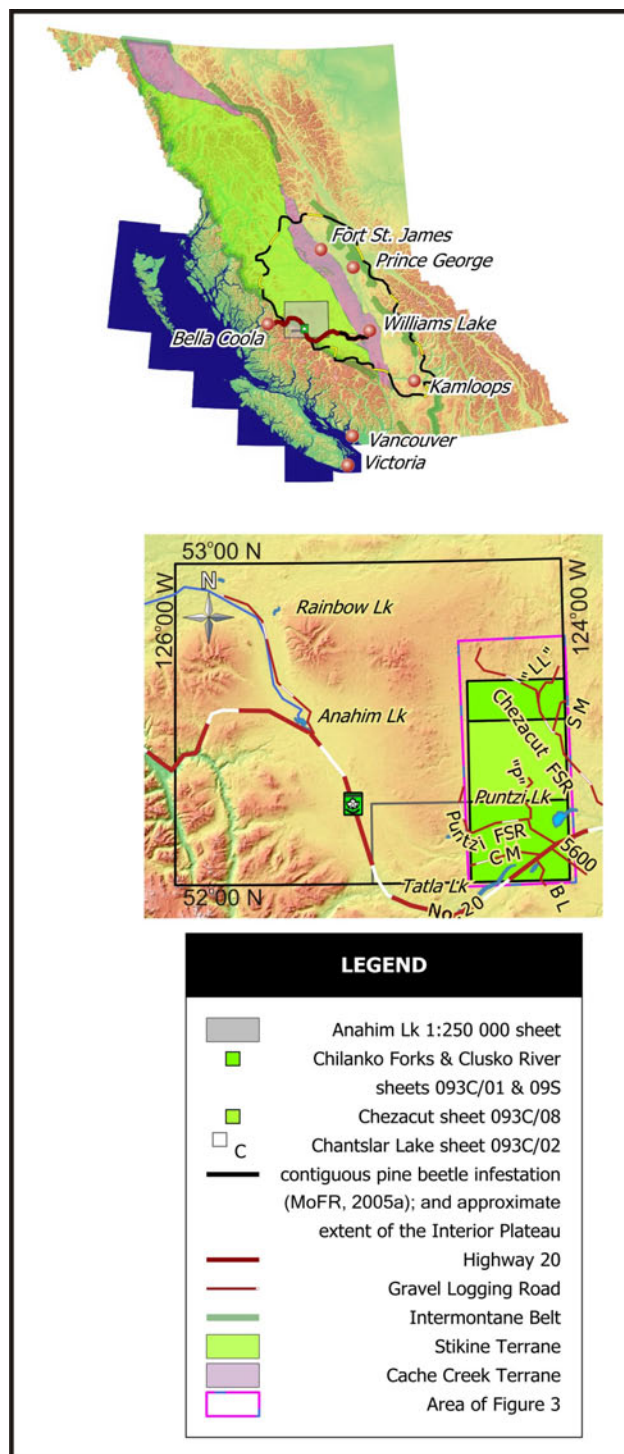 Fort St. James
Prince George
Williams Lake
Bella Coola
Kamloops
Vancouver
Victoria
53°00 N
126°00 W
124°00 W
N
Rainbow Lk
"LL"
Anahim Lk
Chezacut FSR
S M
"P"
Puntzi Lk
Puntzi FSR
C M
5600
Tatla Lk
No. 20
B L
52°00 N
LEGEND
Anahim Lk 1:250 000 sheet
Chilanko Forks & Clusko River
sheets 093C/01 & 09S
Chezacut sheet 093C/08
C
Chantslar Lake sheet 093C/02
contiguous pine beetle infestation
(MoFR, 2005a); and approximate
extent of the Interior Plateau
Highway 20
Gravel Logging Road
Intermontane Belt
Stikine Terrane
Cache Creek Terrane
Area of Figure 3